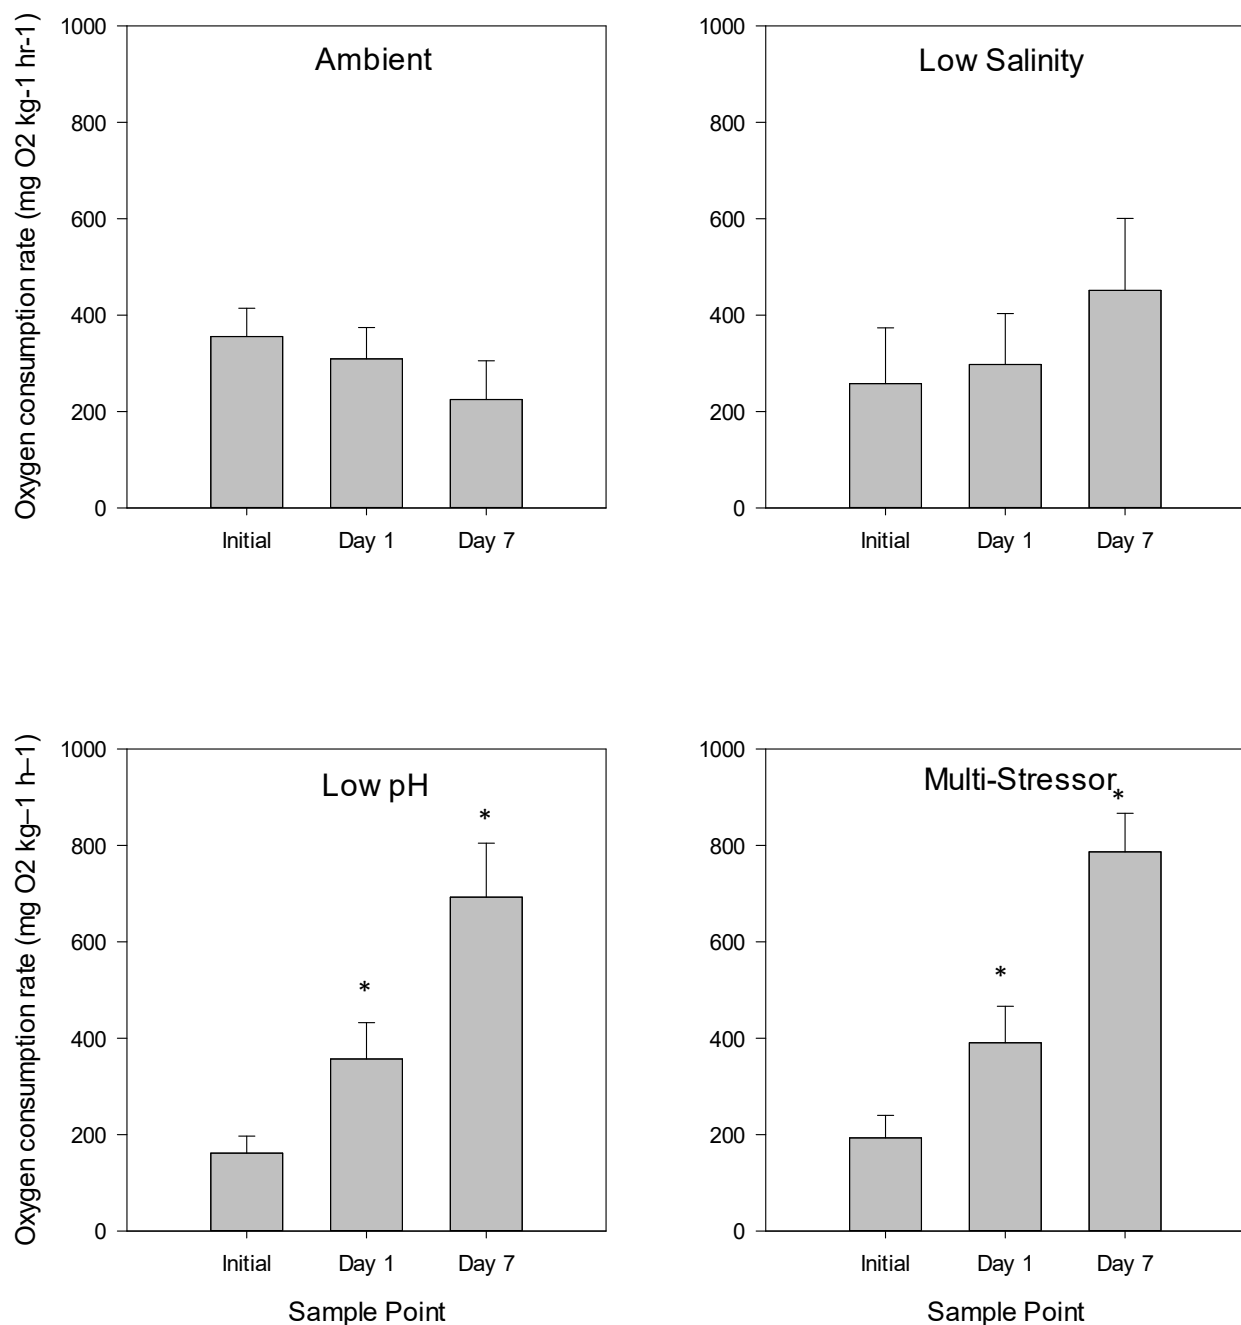 Oxygen consumption rate (mg O2 kg-1 hr-1)
Ambient
1000
800
600
400
200
0
Initial Day 1 Day 7
Low Salinity
1000
800
600
400
200
0
Initial Day 1 Day 7
Oxygen consumption rate (mg O2 kg–1 h–1)
Low pH
1000
800
600
400
200
0
*
*
Initial Day 1 Day 7
Sample Point
Multi-Stressor
1000
800
600
400
200
0
*
*
Initial Day 1 Day 7
Sample Point